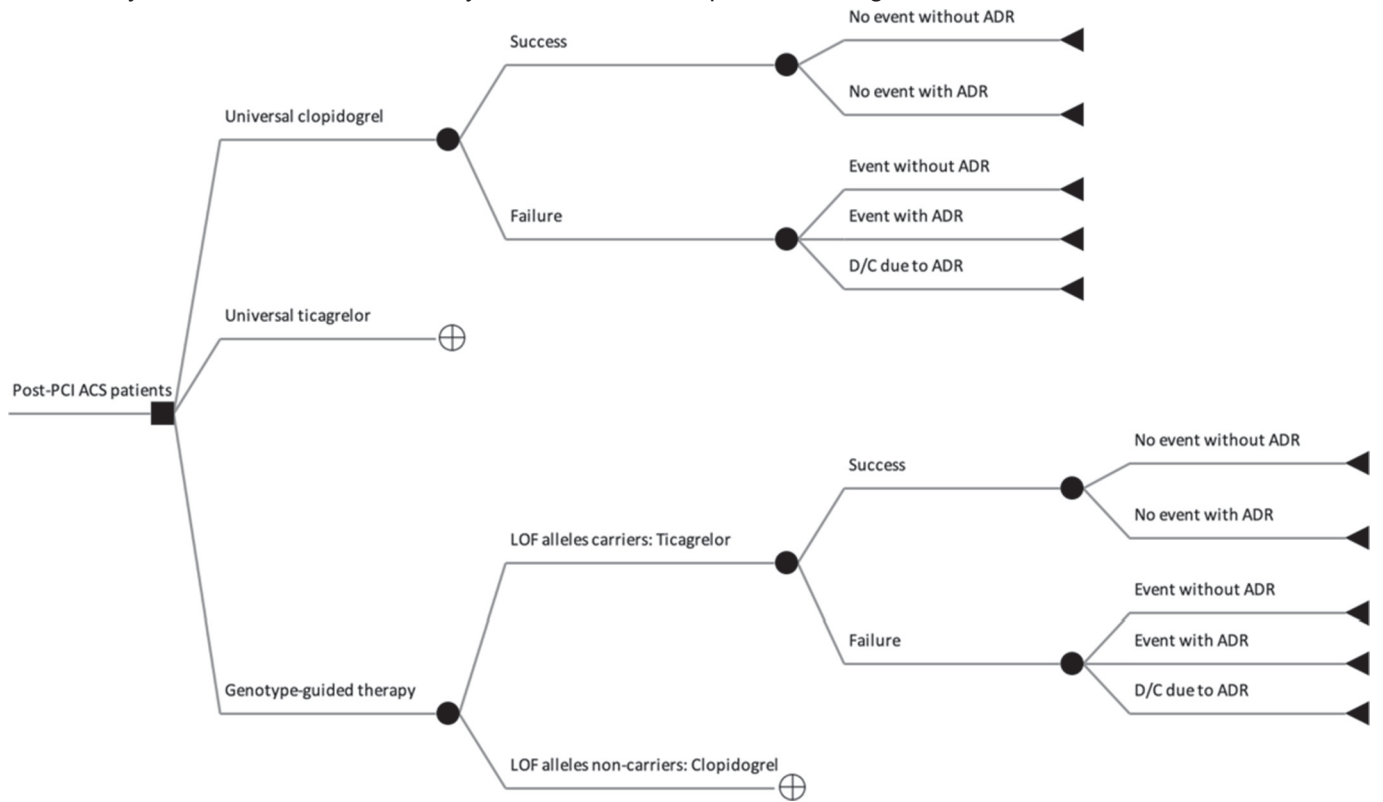 No event without ADR
Success
No event with ADR
Universal clopidogrel
Event without ADR
Failure
Event with ADR
D/C due to ADR
Universal ticagrelor
Post-PCI ACS patients
No event without ADR
Success
No event with ADR
LOF alleles carriers: Ticagrelor
Event without ADR
Failure
Event with ADR
Genotype-guided therapy
D/C due to ADR
LOF alleles non-carriers: Clopidogrel